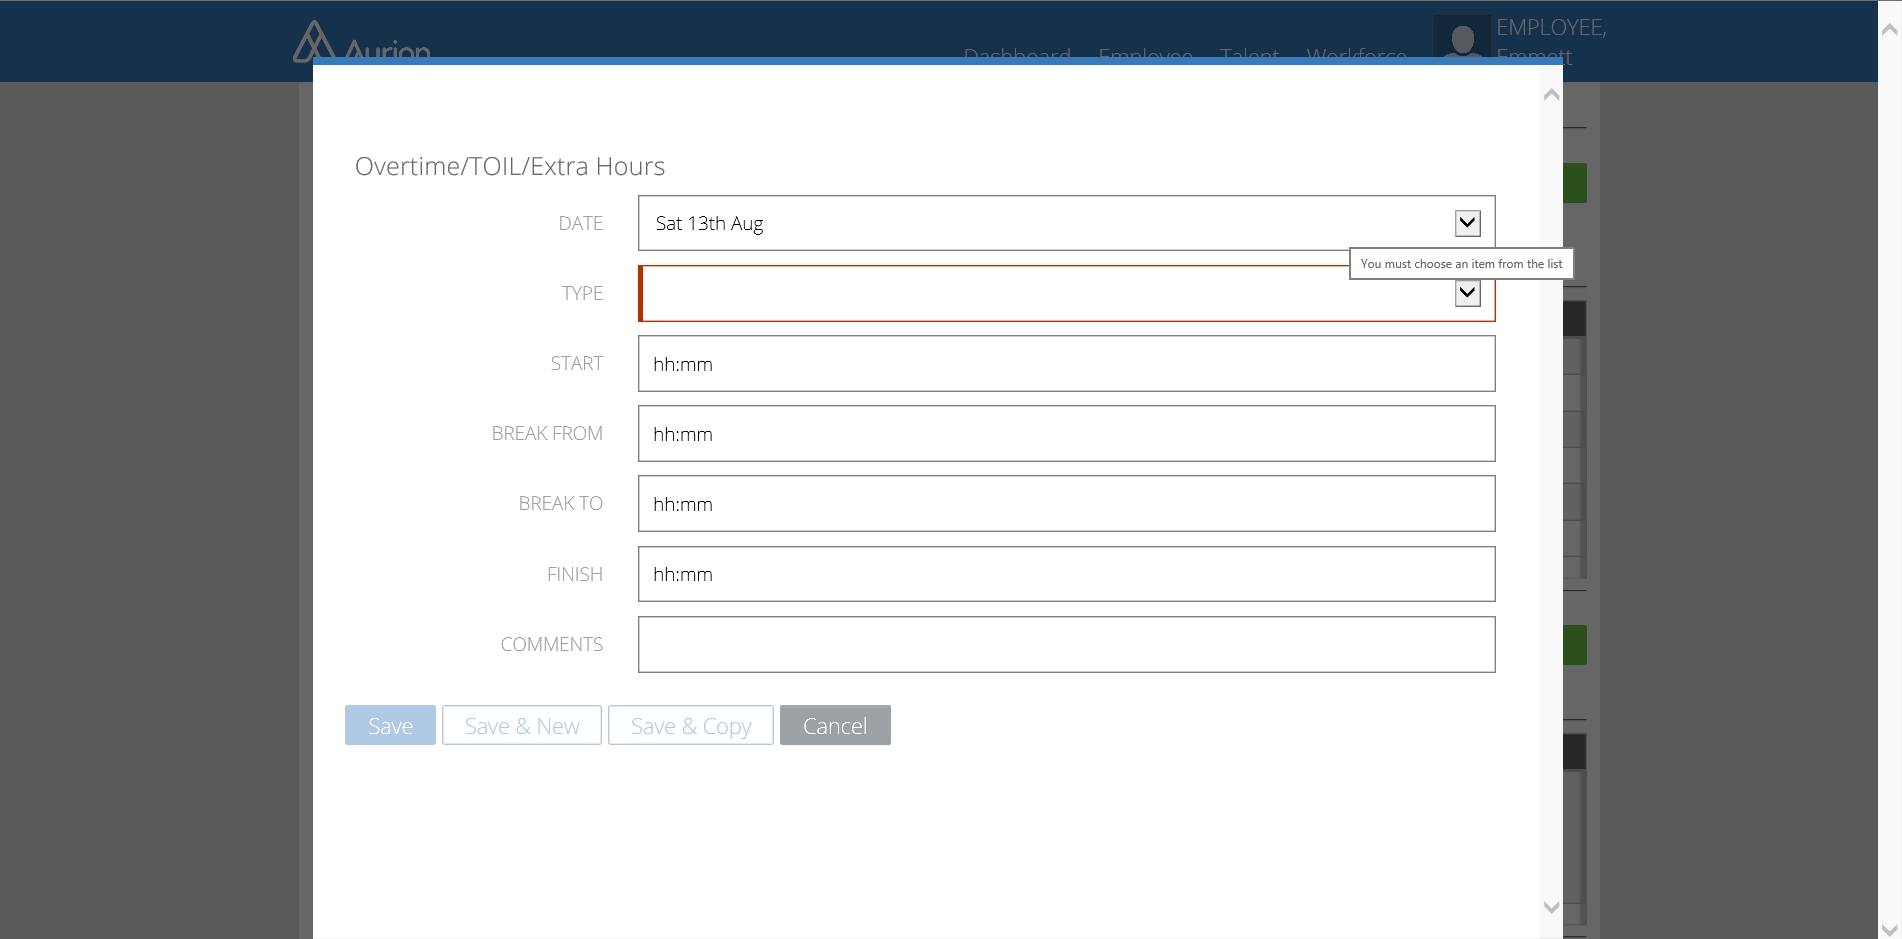 Aurion
Dashboard Employee Talent Workforce
EMPLOYEE,
Emmett
Overtime/TOIL/Extra Hours
DATE
Sat 13th Aug
You must choose an item from the list
TYPE
START
hh:mm
BREAK FROM
hh:mm
BREAK TO
hh:mm
FINISH
hh:mm
COMMENTS
Save
Save & New
Save & Copy
Cancel